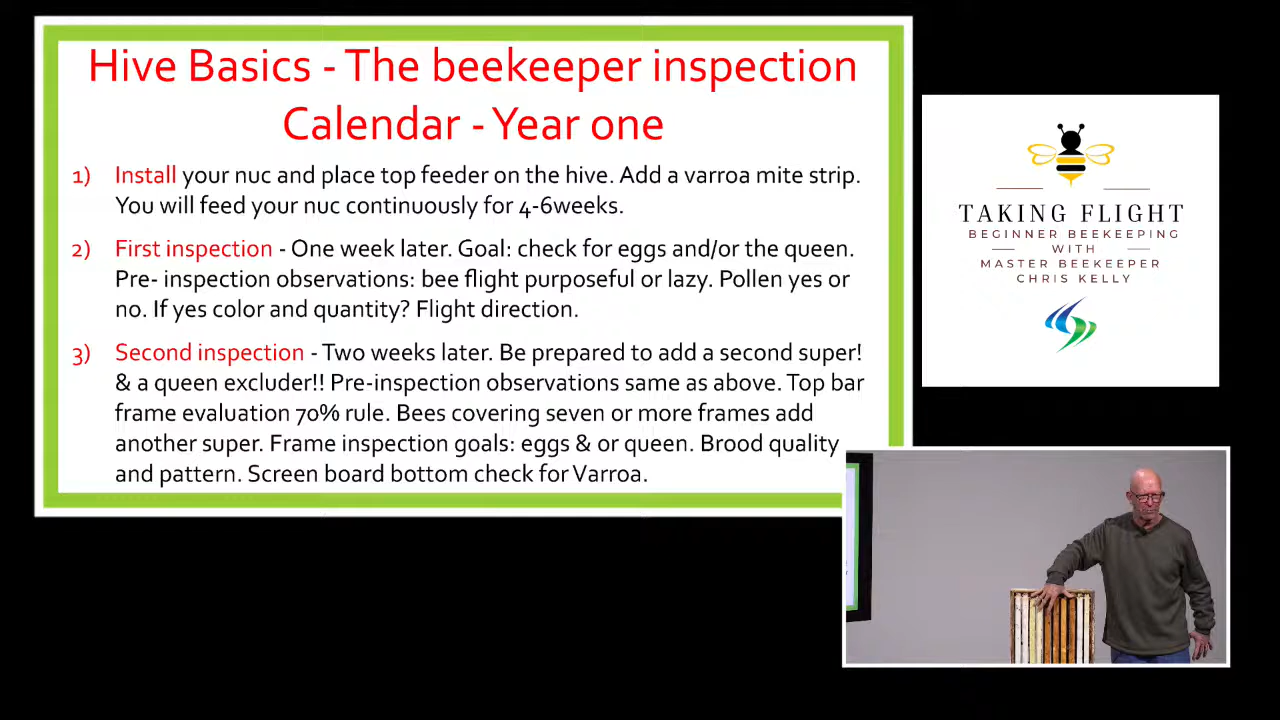 Hive Basics - The beekeeper inspection
Calendar - Year one
1) Install your nuc and place top feeder on the hive. Add a varroa mite strip.
You will feed your nuc continuously for 4-6weeks.
2) First inspection - One week later. Goal: check for eggs and/or the queen.
Pre- inspection observations: bee flight purposeful or lazy. Pollen yes or
no. If yes color and quantity? Flight direction.
3) Second inspection - Two weeks later. Be prepared to add a second super!
& a queen excluder!! Pre-inspection observations same as above. Top bar
frame evaluation 70% rule. Bees covering seven or more frames add
another super. Frame inspection goals: eggs & or queen. Brood quality
and pattern. Screen board bottom check for Varroa.
TAKING FLIGHT
BEGINNER BEEKEEPING
WITH
MASTER BEEKEEPER
CHRIS KELLY